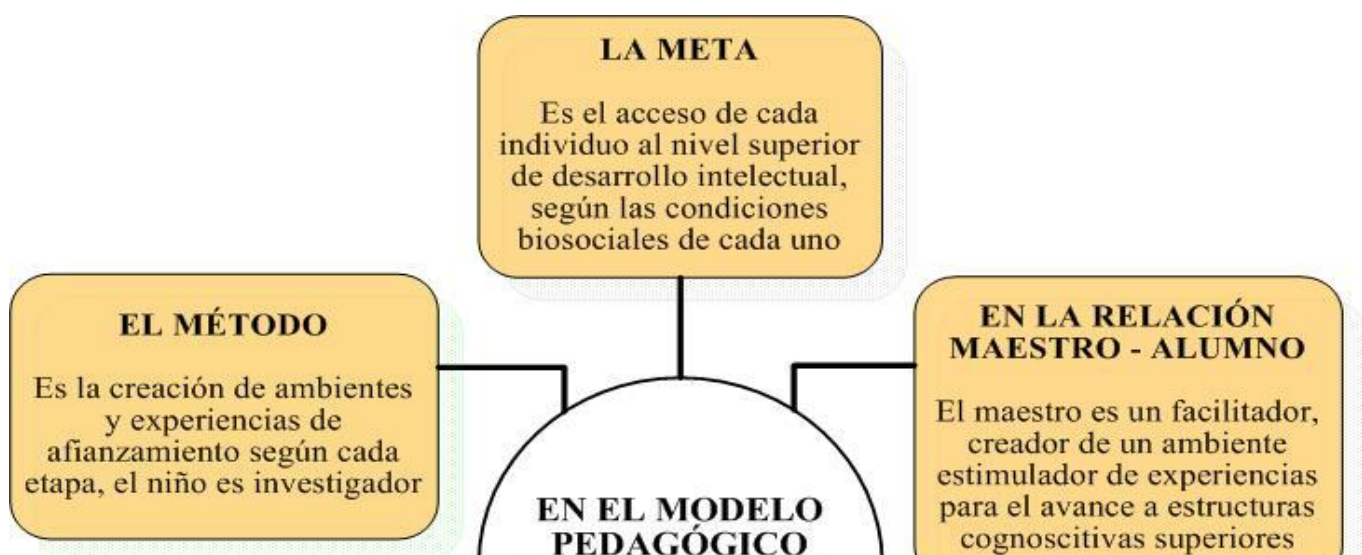 LA META
Es el acceso de cada
individuo al nivel superior
de desarrollo intelectual,
según las condiciones
biosociales de cada uno
EL MÉTODO
Es la creación de ambientes
y experiencias de
afianzamiento según cada
etapa, el niño es investigador
EN LA RELACIÓN
MAESTRO - ALUMNO
El maestro es un facilitador,
creador de un ambiente
estimulador de experiencias
para el avance a estructuras
cognoscitivas superiores
EN EL MODELO
PEDAGÓGICO